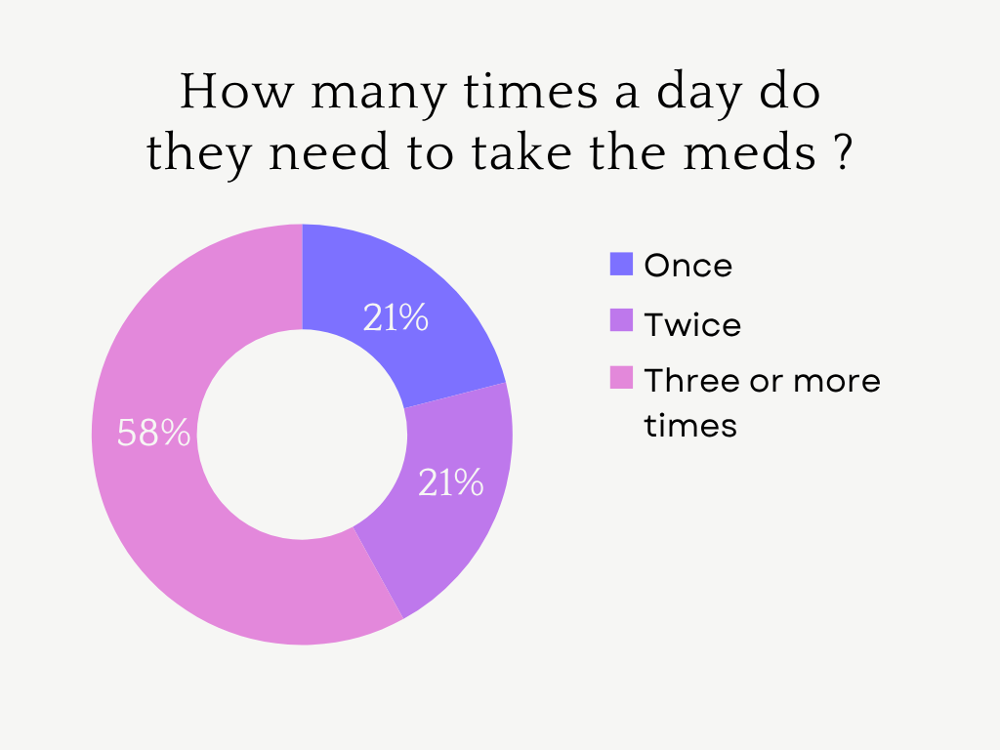 How many times a day do
they need to take the meds ?
Once
21%
Twice
Three or more
times
58%
21%